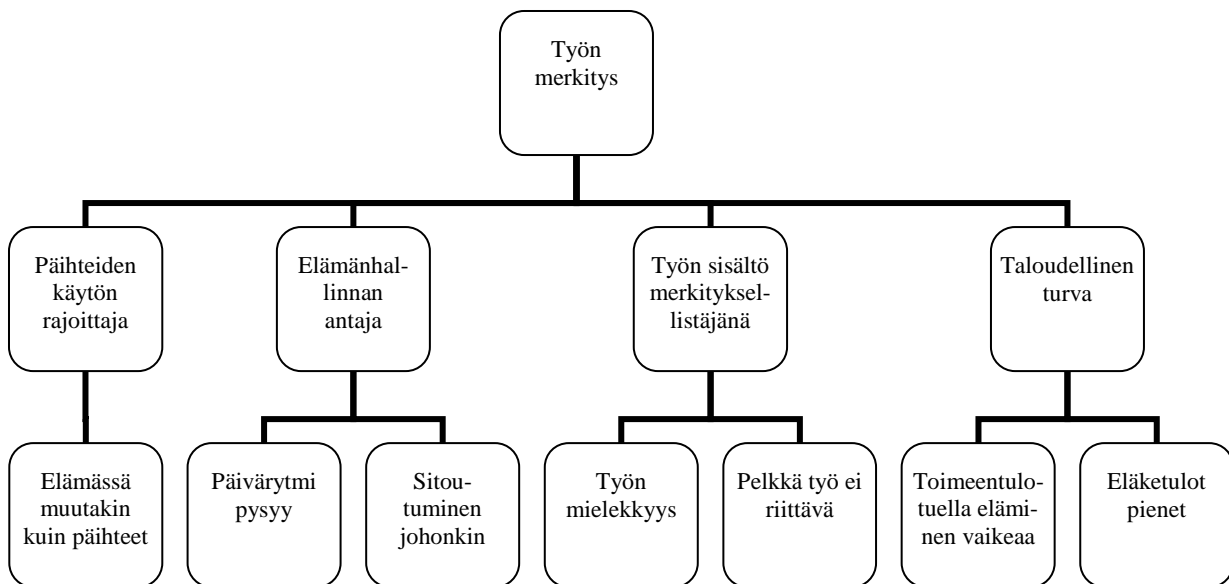 Työn
merkitys
Päihteiden
käytön
rajoittaja
Elämänhal-
linnan
antaja
Työn sisältö
merkityksel-
listäjänä
Taloudellinen
turva
Elämässä
muutakin
kuin päihteet
Päivärytmi
pysyy
Sitou-
tuminen
johonkin
Työn
mielekkyys
Pelkkä työ ei
riittävä
Toimeentulo-
tuella elämi-
nen vaikeaa
Eläketulot
pienet